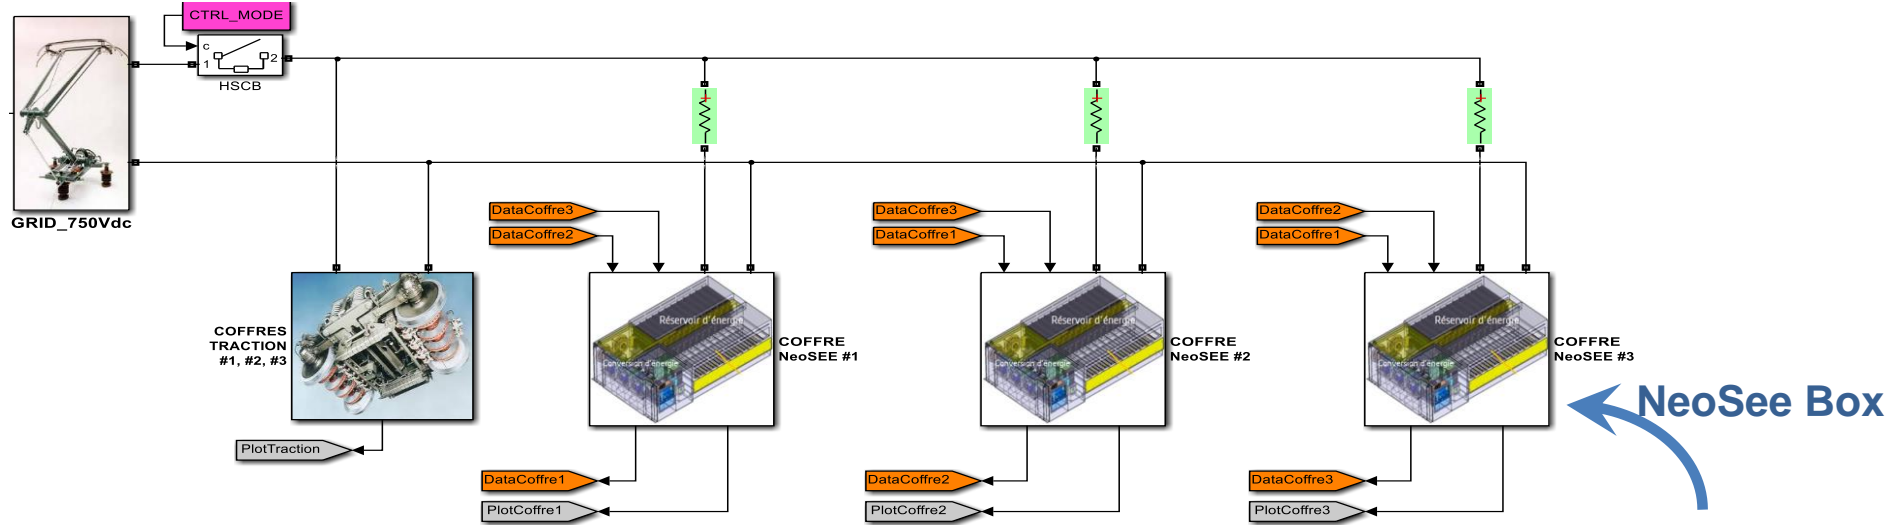 CTRL_MODE
c
1
2
HSCB
GRID_750Vdc
DataCoffre3
DataCoffre2
DataCoffre3
DataCoffre1
DataCoffre2
DataCoffre1
COFFRES
TRACTION
#1, #2, #3
Réservoir d'énergie
Conversion d'énergie
COFFRE
NeoSEE #1
Réservoir d'énergie
Conversion d'énergie
COFFRE
NeoSEE #2
Réservoir d'énergie
Conversion d'énergie
COFFRE
NeoSEE #3
NeoSee Box
PlotTraction
DataCoffre1
PlotCoffre1
DataCoffre2
PlotCoffre2
DataCoffre3
PlotCoffre3